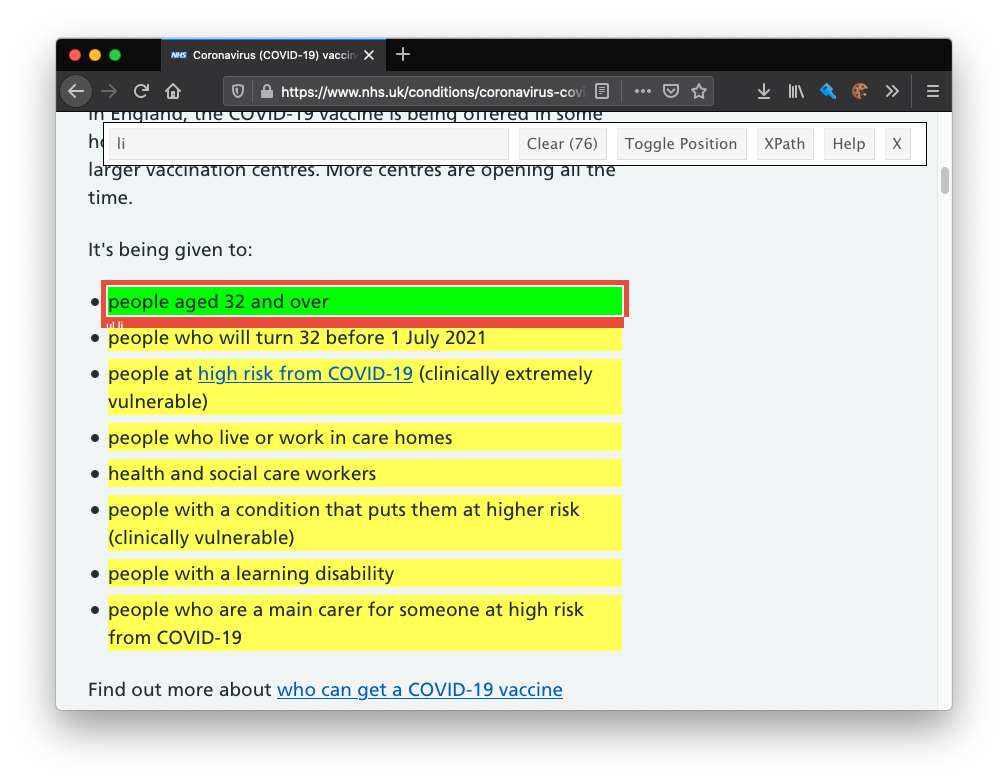 NHS Coronavirus (COVID-19) vaccin
https://www.nhs.uk/conditions/coronavirus-covi
In England, the COVID-19 vaccine is being offered in some
li Clear (76) Toggle Position XPath Help X
larger vaccination centres. More centres are opening all the
time.
It's being given to:
people aged 32 and over
ul li
people who will turn 32 before 1 July 2021
people at high risk from COVID-19 (clinically extremely
vulnerable)
people who live or work in care homes
health and social care workers
people with a condition that puts them at higher risk
(clinically vulnerable)
people with a learning disability
people who are a main carer for someone at high risk
from COVID-19
Find out more about who can get a COVID-19 vaccine